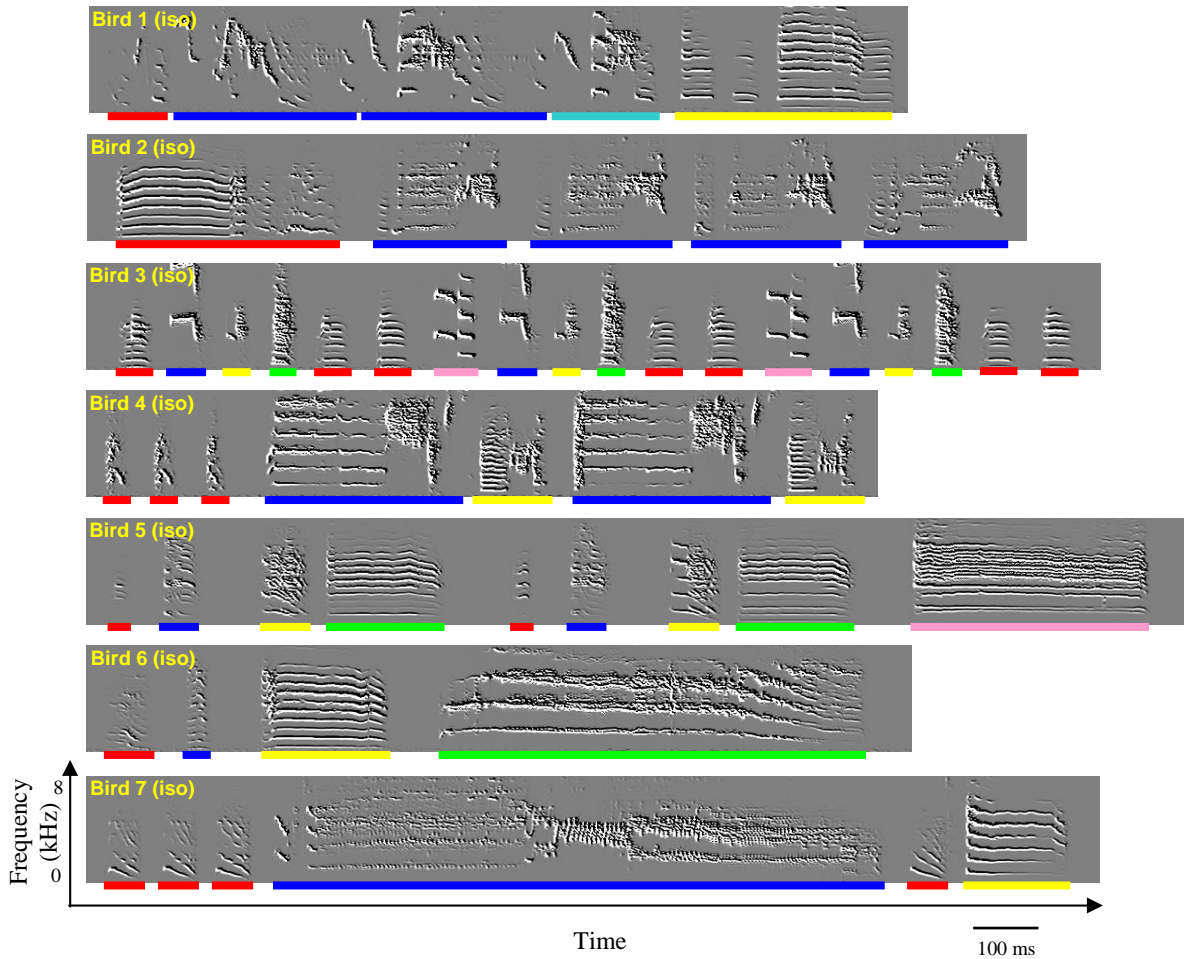 Bird 1 (iso)
Bird 2 (iso)
Bird 3 (iso)
Bird 4 (iso)
Bird 5 (iso)
Bird 6 (iso)
Bird 7 (iso)
8
Frequency
(kHz)
0
Time
100 ms